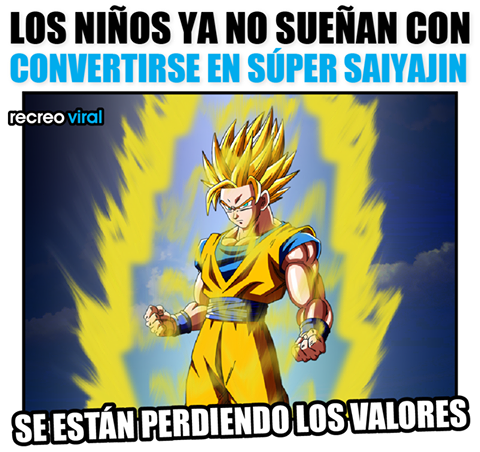 LOS NIÑOS YA NO SUEÑAN CON
CONVERTIRSE EN SÚPER SAIYAJIN
recreo viral
SE ESTÁN PERDIENDO LOS VALORES